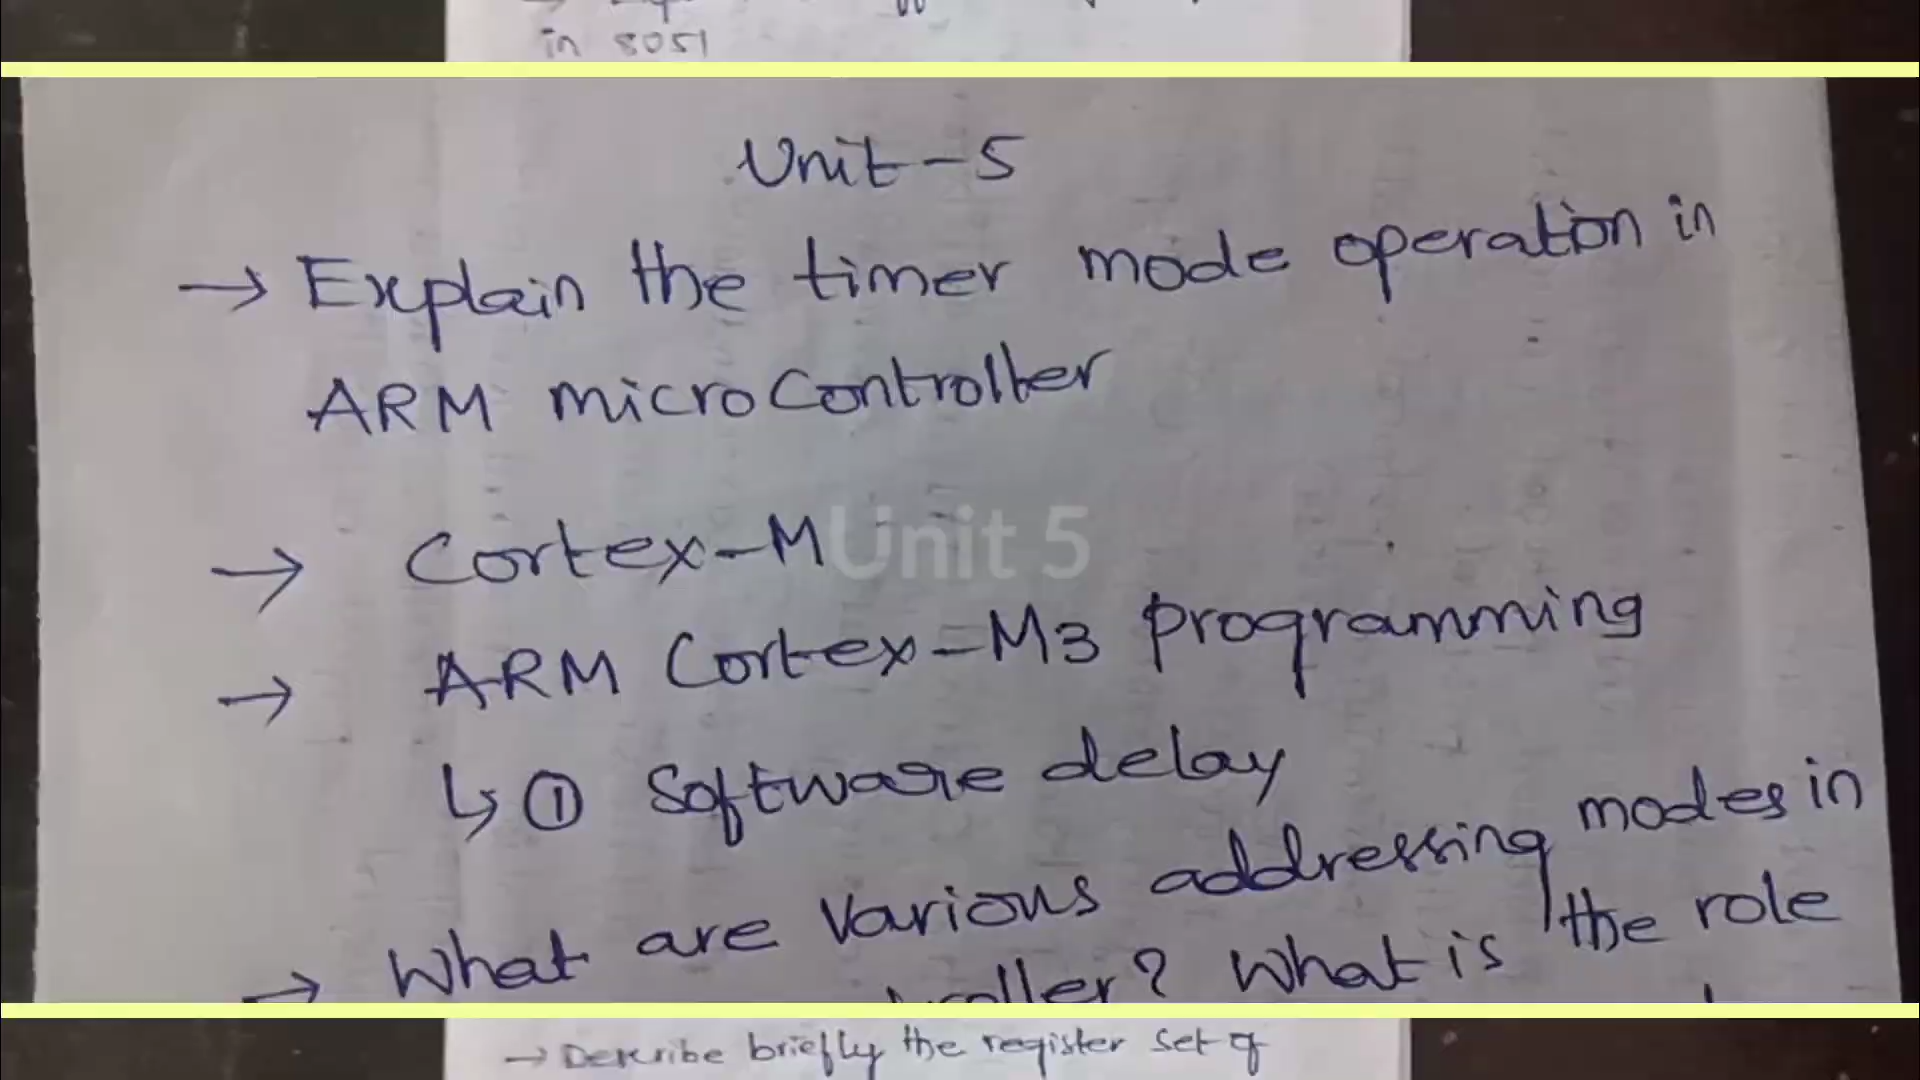 in 8051
Unit-5
→ Explain the timer mode operation in
ARM microcontroller
→ Cortex-M
Unit 5
→ ARM Cortex-M3 programming
↳ ① Software delay
→ What are various addressing modes in
What is the role
→ Describe briefly the register set of